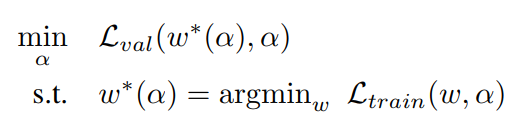 min_α ℒ_val(w*(α), α)
s.t. w*(α) = argmin_w ℒ_train(w, α)